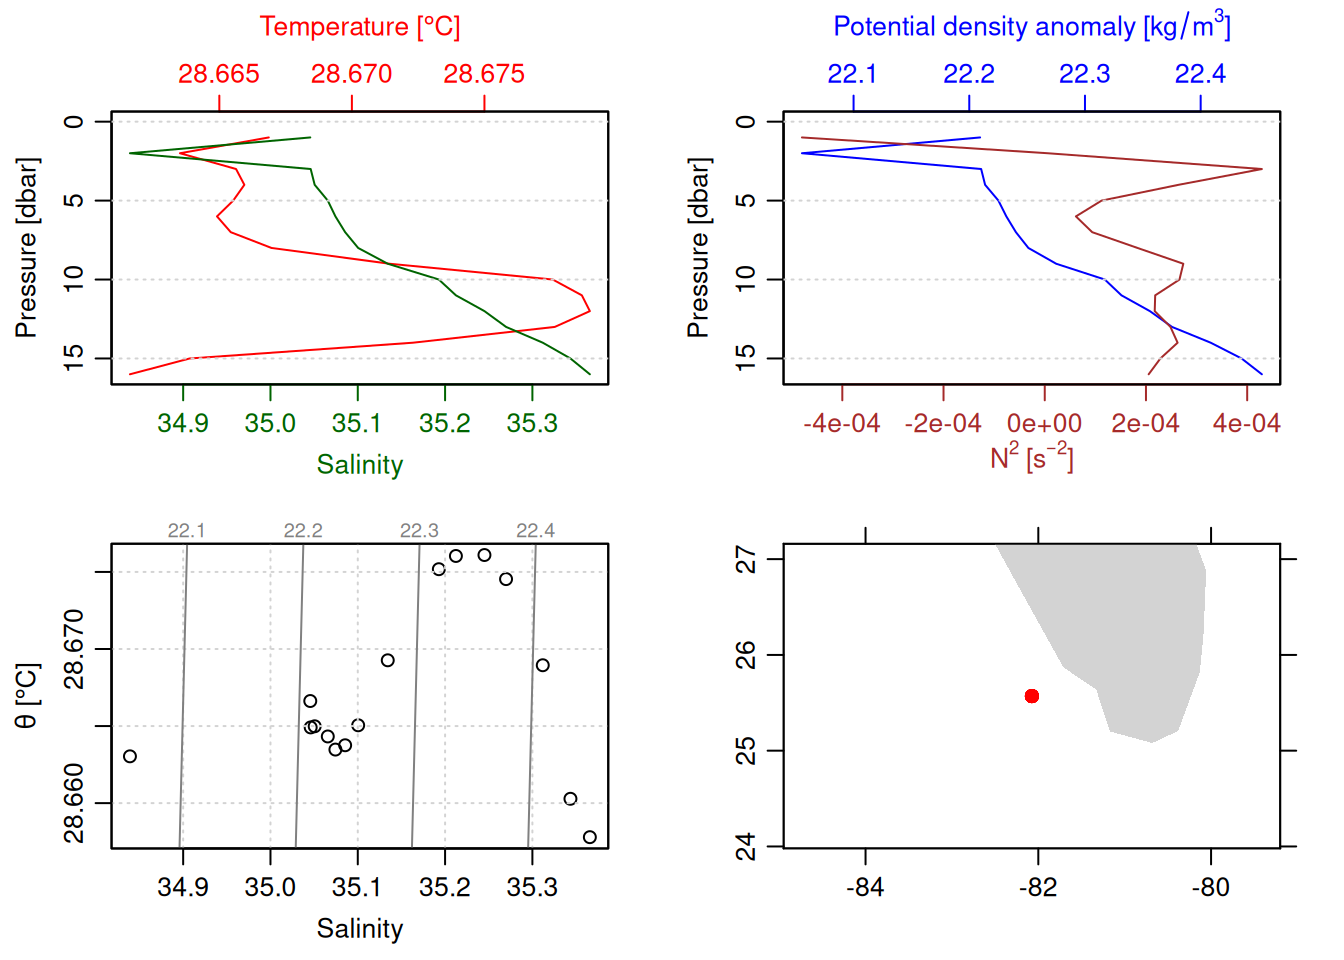 Temperature [°C]
28.665 28.670 28.675
Pressure [dbar]
0
5
10
15
34.9 35.0 35.1 35.2 35.3
Salinity
Potential density anomaly [kg/m³]
22.1 22.2 22.3 22.4
Pressure [dbar]
0
5
10
15
-4e-04 -2e-04 0e+00 2e-04 4e-04
N² [s⁻²]
22.1 22.2 22.3 22.4
θ [°C]
28.670
28.660
34.9 35.0 35.1 35.2 35.3
Salinity
27
26
25
24
-84 -82 -80